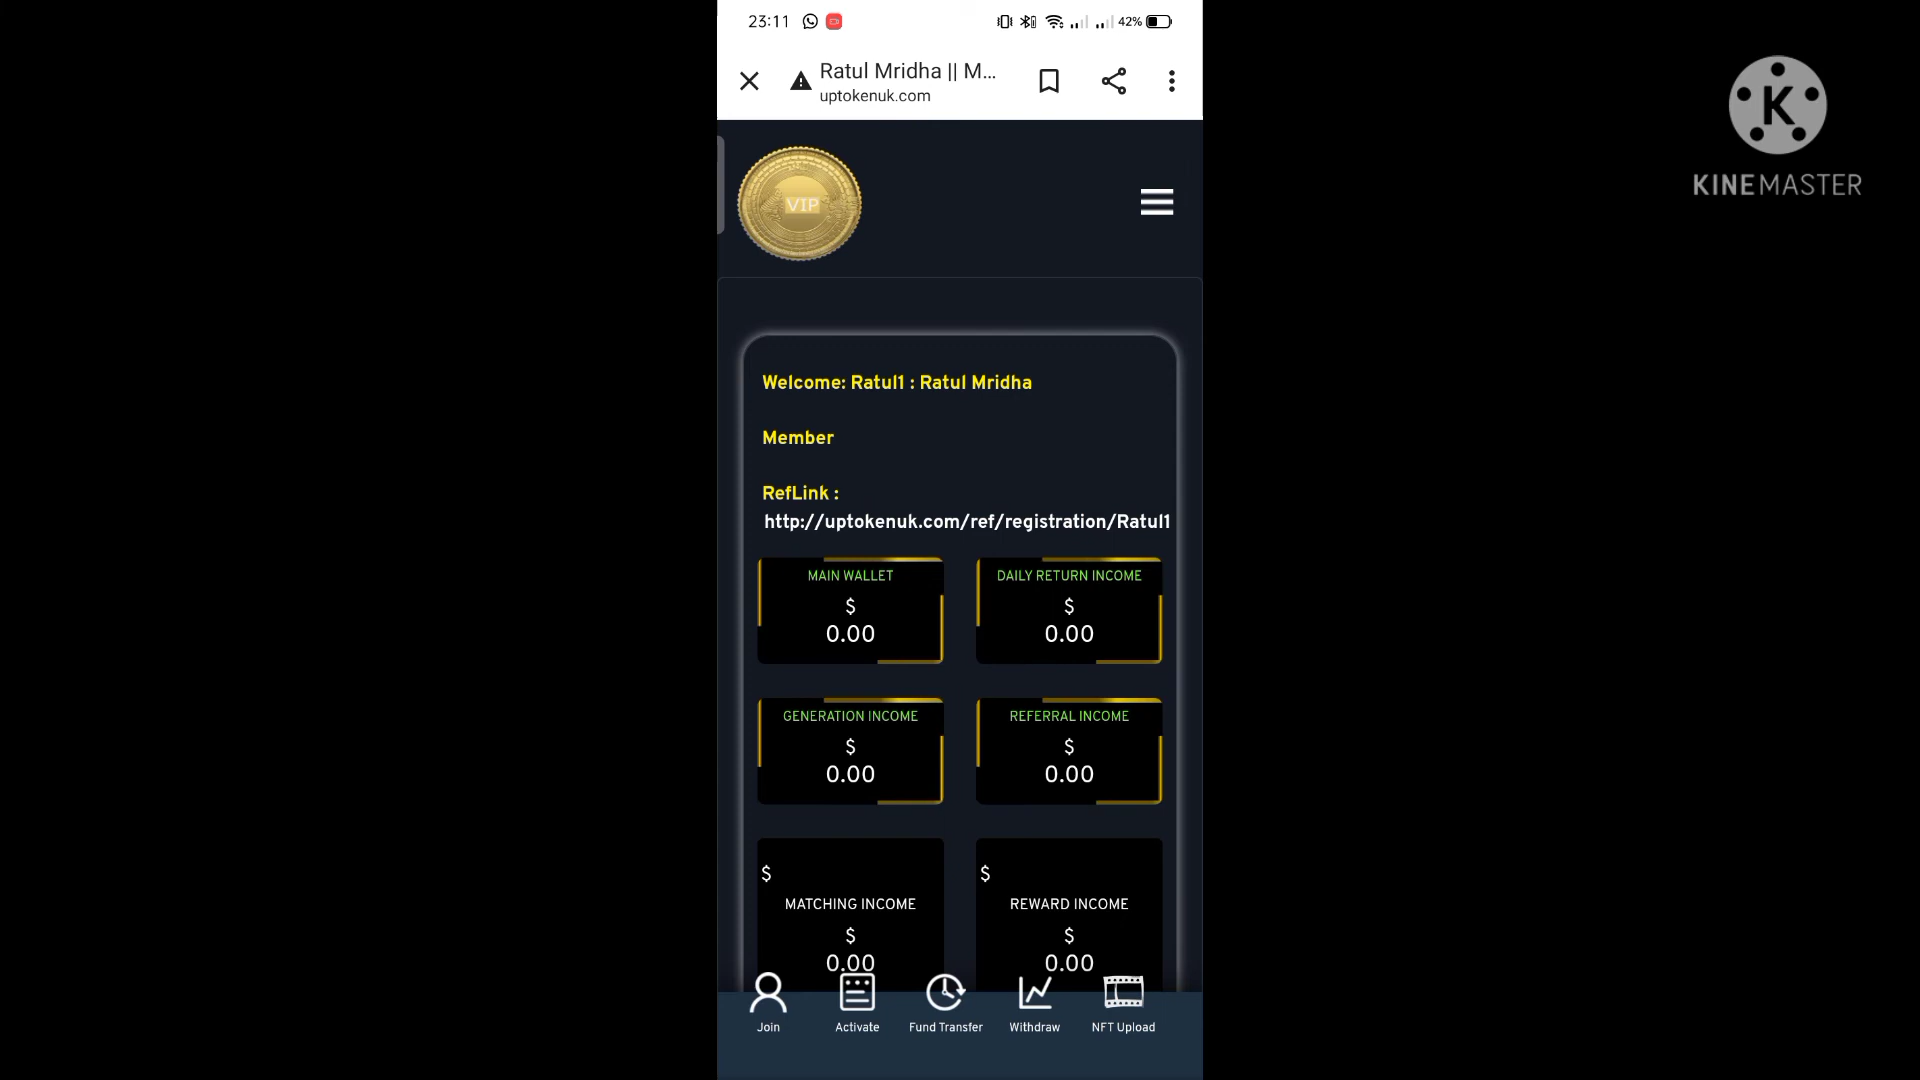 23:11
42%
Ratul Mridha || M...
uptokenuk.com
KINEMASTER
VIP
Welcome: Ratul1 : Ratul Mridha
Member
RefLink :
http://uptokenuk.com/ref/registration/Ratul1
MAIN WALLET
$
0.00
DAILY RETURN INCOME
$
0.00
GENERATION INCOME
$
0.00
REFERRAL INCOME
$
0.00
$
MATCHING INCOME
$
0.00
$
REWARD INCOME
$
0.00
Join
Activate
Fund Transfer
Withdraw
NFT Upload